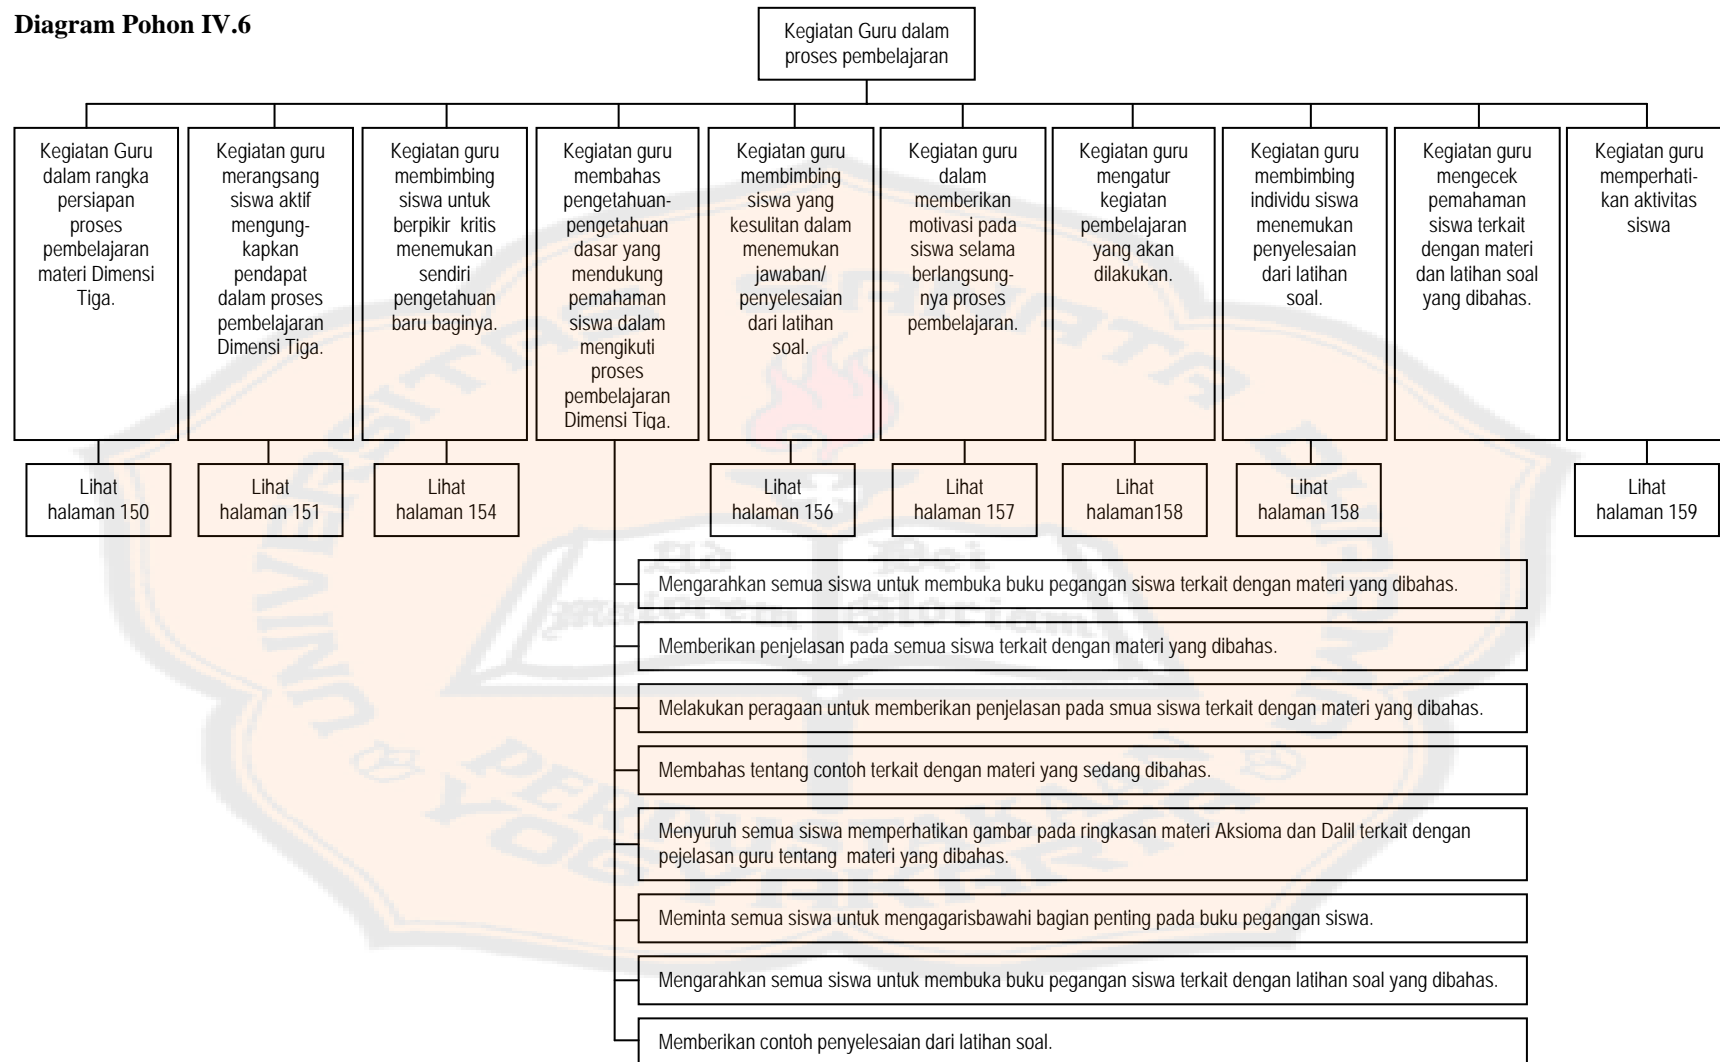 Diagram Pohon IV.6
Kegiatan Guru dalam
proses pembelajaran
Kegiatan Guru
dalam rangka
persiapan
proses
pembelajaran
materi Dimensi
Tiga.
Kegiatan guru
merangsang
siswa aktif
mengung-
kapkan
pendapat
dalam proses
pembelajaran
Dimensi Tiga.
Kegiatan guru
membimbing
siswa untuk
berpikir kritis
menemukan
sendiri
pengetahuan
baru baginya.
Kegiatan guru
membahas
pengetahuan-
pengetahuan
dasar yang
mendukung
pemahaman
siswa dalam
mengikuti
proses
pembelajaran
Dimensi Tiga.
Kegiatan guru
membimbing
siswa yang
kesulitan dalam
menemukan
jawaban/
penyelesaian
dari latihan
soal.
Kegiatan guru
dalam
memberikan
motivasi pada
siswa selama
berlangsung-
nya proses
pembelajaran.
Kegiatan guru
mengatur
kegiatan
pembelajaran
yang akan
dilakukan.
Kegiatan guru
membimbing
individu siswa
menemukan
penyelesaian
dari latihan
soal.
Kegiatan guru
mengecek
pemahaman
siswa terkait
dengan materi
dan latihan soal
yang dibahas.
Kegiatan guru
memperhati-
kan aktivitas
siswa
Lihat
halaman 150
Lihat
halaman 151
Lihat
halaman 154
Lihat
halaman 156
Lihat
halaman 157
Lihat
halaman158
Lihat
halaman 158
Lihat
halaman 159
Mengarahkan semua siswa untuk membuka buku pegangan siswa terkait dengan materi yang dibahas.
Memberikan penjelasan pada semua siswa terkait dengan materi yang dibahas.
Melakukan peragaan untuk memberikan penjelasan pada smua siswa terkait dengan materi yang dibahas.
Membahas tentang contoh terkait dengan materi yang sedang dibahas.
Menyuruh semua siswa memperhatikan gambar pada ringkasan materi Aksioma dan Dalil terkait dengan
pejelasan guru tentang materi yang dibahas.
Meminta semua siswa untuk mengagarisbawahi bagian penting pada buku pegangan siswa.
Mengarahkan semua siswa untuk membuka buku pegangan siswa terkait dengan latihan soal yang dibahas.
Memberikan contoh penyelesaian dari latihan soal.
UNIVERSITAS SANATA DHARMA
Ad Dei
maiorem Gloriam
PERPUSTAKAAN
YOGYAKARTA